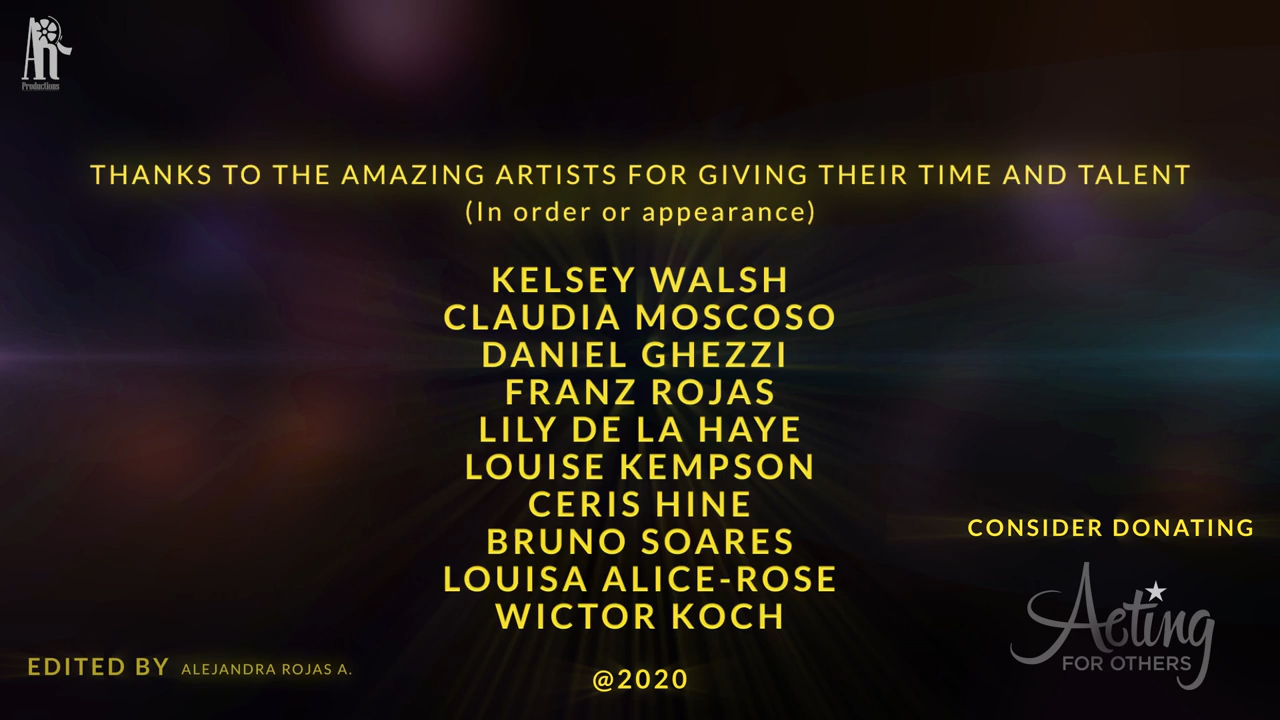 AR
Productions
THANKS TO THE AMAZING ARTISTS FOR GIVING THEIR TIME AND TALENT
(In order or appearance)
KELSEY WALSH
CLAUDIA MOSCOSO
DANIEL GHEZZI
FRANZ ROJAS
LILY DE LA HAYE
LOUISE KEMPSON
CERIS HINE
BRUNO SOARES
LOUISA ALICE-ROSE
WICTOR KOCH
CONSIDER DONATING
Acting
FOR OTHERS
EDITED BY ALEJANDRA ROJAS A.
@2020